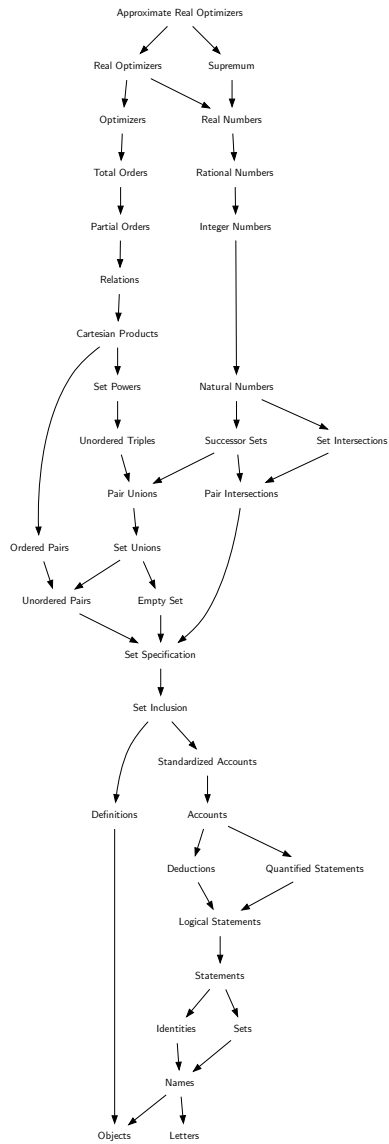 Approximate Real Optimizers
Real Optimizers
Supremum
Optimizers
Real Numbers
Total Orders
Rational Numbers
Partial Orders
Integer Numbers
Relations
Cartesian Products
Set Powers
Natural Numbers
Unordered Triples
Successor Sets
Set Intersections
Pair Unions
Pair Intersections
Ordered Pairs
Set Unions
Unordered Pairs
Empty Set
Set Specification
Set Inclusion
Standardized Accounts
Definitions
Accounts
Deductions
Quantified Statements
Logical Statements
Statements
Identities
Sets
Names
Objects
Letters